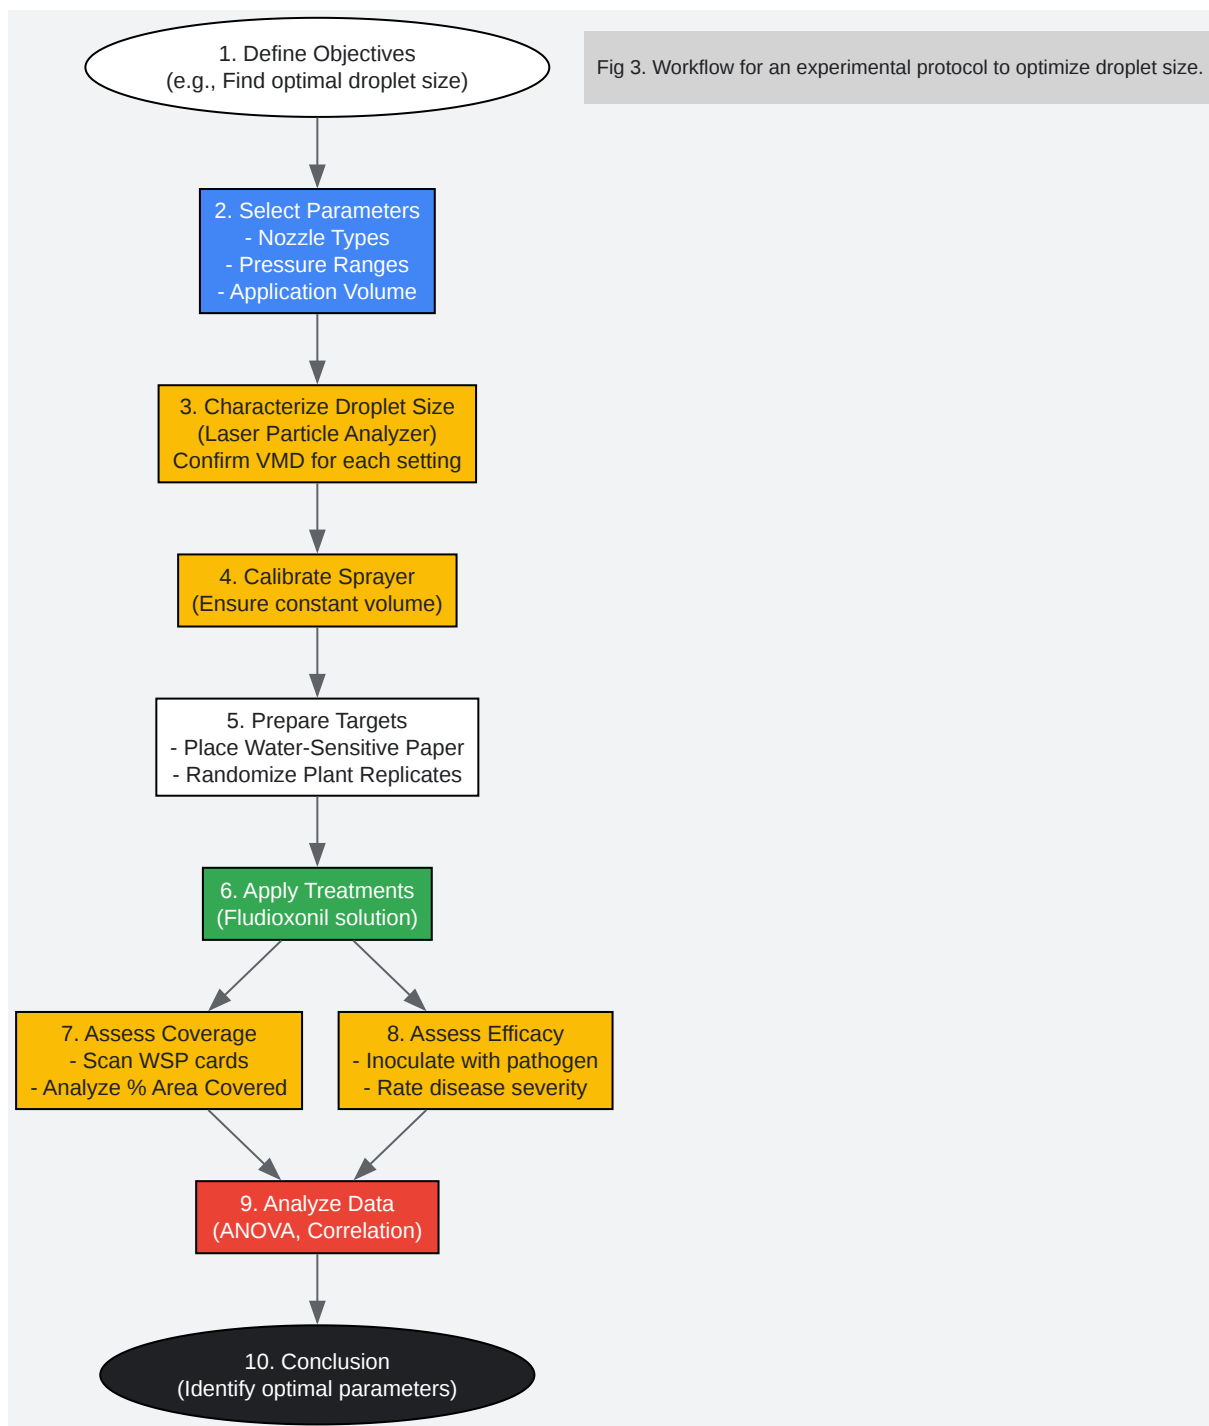 1. Define Objectives
(e.g., Find optimal droplet size)
Fig 3. Workflow for an experimental protocol to optimize droplet size.
2. Select Parameters
- Nozzle Types
- Pressure Ranges
- Application Volume
3. Characterize Droplet Size
(Laser Particle Analyzer)
Confirm VMD for each setting
4. Calibrate Sprayer
(Ensure constant volume)
5. Prepare Targets
- Place Water-Sensitive Paper
- Randomize Plant Replicates
6. Apply Treatments
(Fludioxonil solution)
7. Assess Coverage
- Scan WSP cards
- Analyze % Area Covered
8. Assess Efficacy
- Inoculate with pathogen
- Rate disease severity
9. Analyze Data
(ANOVA, Correlation)
10. Conclusion
(Identify optimal parameters)